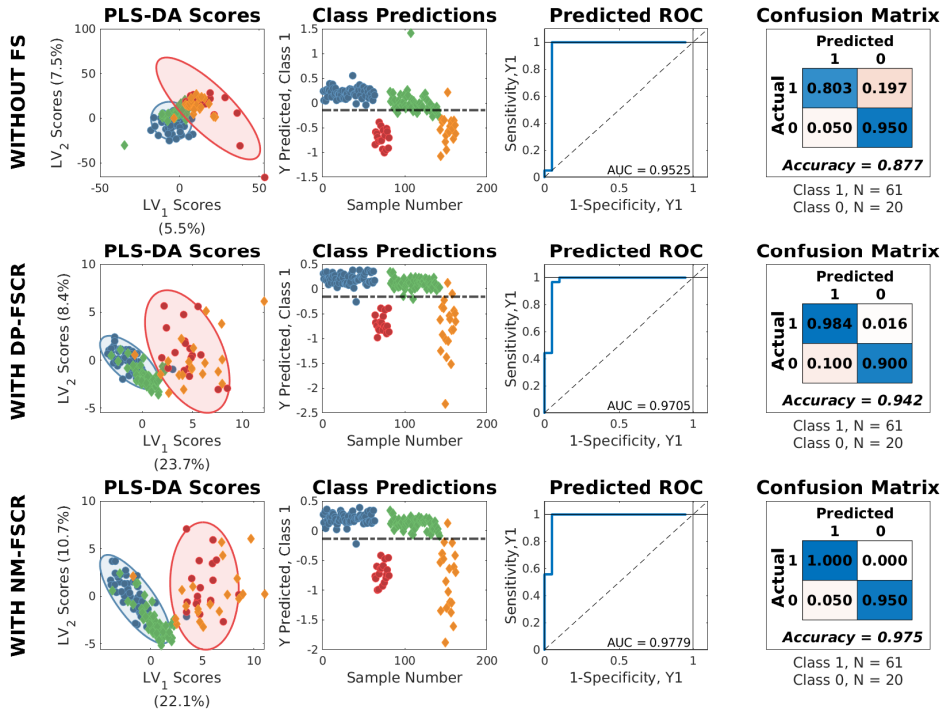 WITHOUT FS
PLS-DA Scores
LV2 Scores (7.5%)
100
50
0
-50
-50
0
50
LV1 Scores
(5.5%)
Class Predictions
Y Predicted, Class 1
1.5
1
0.5
0
-0.5
-1
-1.5
0
100
200
Sample Number
Predicted ROC
Sensitivity,Y1
1
0.8
0.6
0.4
0.2
0
AUC = 0.9525
0
0.5
1
1-Specificity, Y1
Confusion Matrix
Predicted
1 0
Actual
1 0.803 0.197
0 0.050 0.950
Accuracy = 0.877
Class 1, N = 61
Class 0, N = 20
WITH DP-FSCR
PLS-DA Scores
LV2 Scores (8.4%)
10
5
0
-5
0
5
10
LV1 Scores
(23.7%)
Class Predictions
Y Predicted, Class 1
0.5
0
-0.5
-1
-1.5
-2
-2.5
0
100
200
Sample Number
Predicted ROC
Sensitivity,Y1
1
0.8
0.6
0.4
0.2
0
AUC = 0.9705
0
0.5
1
1-Specificity, Y1
Confusion Matrix
Predicted
1 0
Actual
1 0.984 0.016
0 0.100 0.900
Accuracy = 0.942
Class 1, N = 61
Class 0, N = 20
WITH NM-FSCR
PLS-DA Scores
LV2 Scores (10.7%)
10
5
0
-5
0
5
10
LV1 Scores
(22.1%)
Class Predictions
Y Predicted, Class 1
0.5
0
-0.5
-1
-1.5
-2
0
100
200
Sample Number
Predicted ROC
Sensitivity,Y1
1
0.8
0.6
0.4
0.2
0
AUC = 0.9779
0
0.5
1
1-Specificity, Y1
Confusion Matrix
Predicted
1 0
Actual
1 1.000 0.000
0 0.050 0.950
Accuracy = 0.975
Class 1, N = 61
Class 0, N = 20